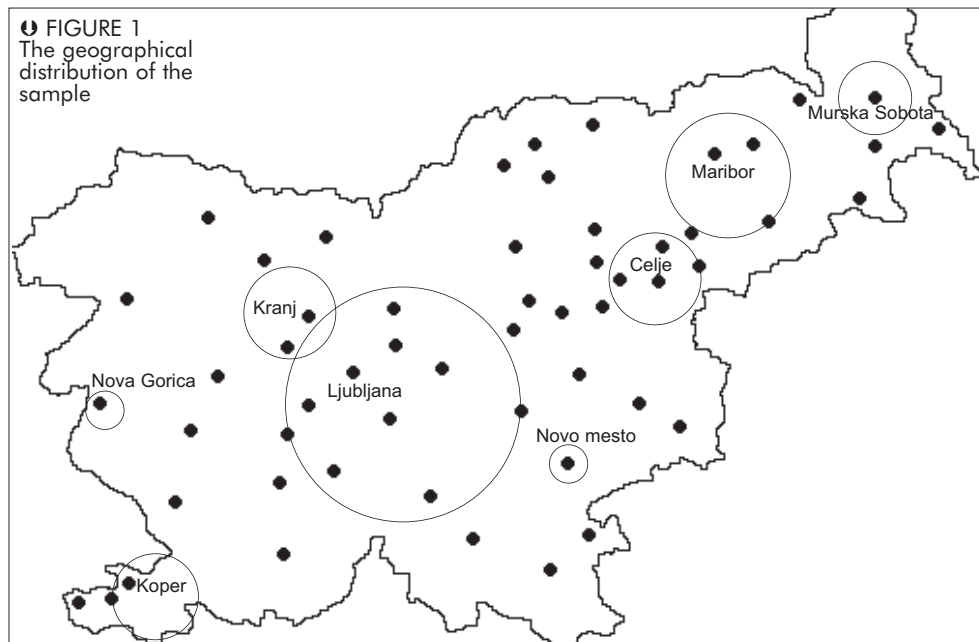 FIGURE 1
The geographical
distribution of the
sample
Murska Sobota
Maribor
Celje
Kranj
Nova Gorica
Ljubljana
Novo mesto
Koper